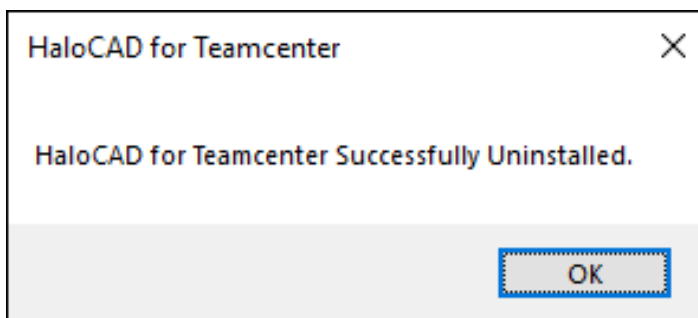 HaloCAD for Teamcenter
HaloCAD for Teamcenter Successfully Uninstalled.
OK